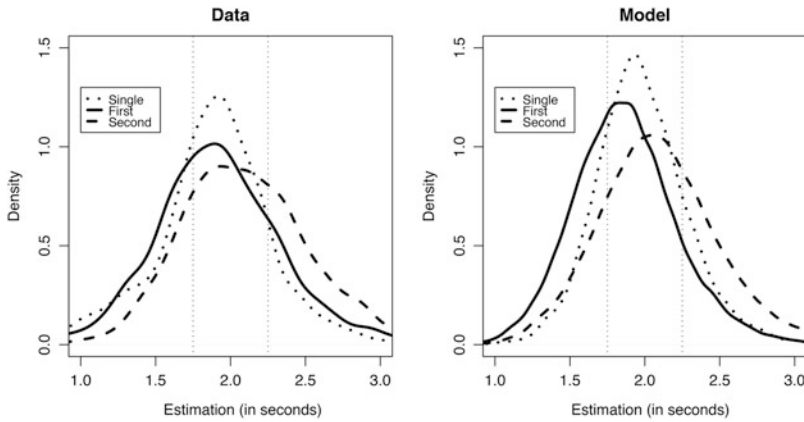 Data
Density
1.5
1.0
0.5
0.0
Single
First
Second
1.0 1.5 2.0 2.5 3.0
Estimation (in seconds)
Model
Density
1.5
1.0
0.5
0.0
Single
First
Second
1.0 1.5 2.0 2.5 3.0
Estimation (in seconds)